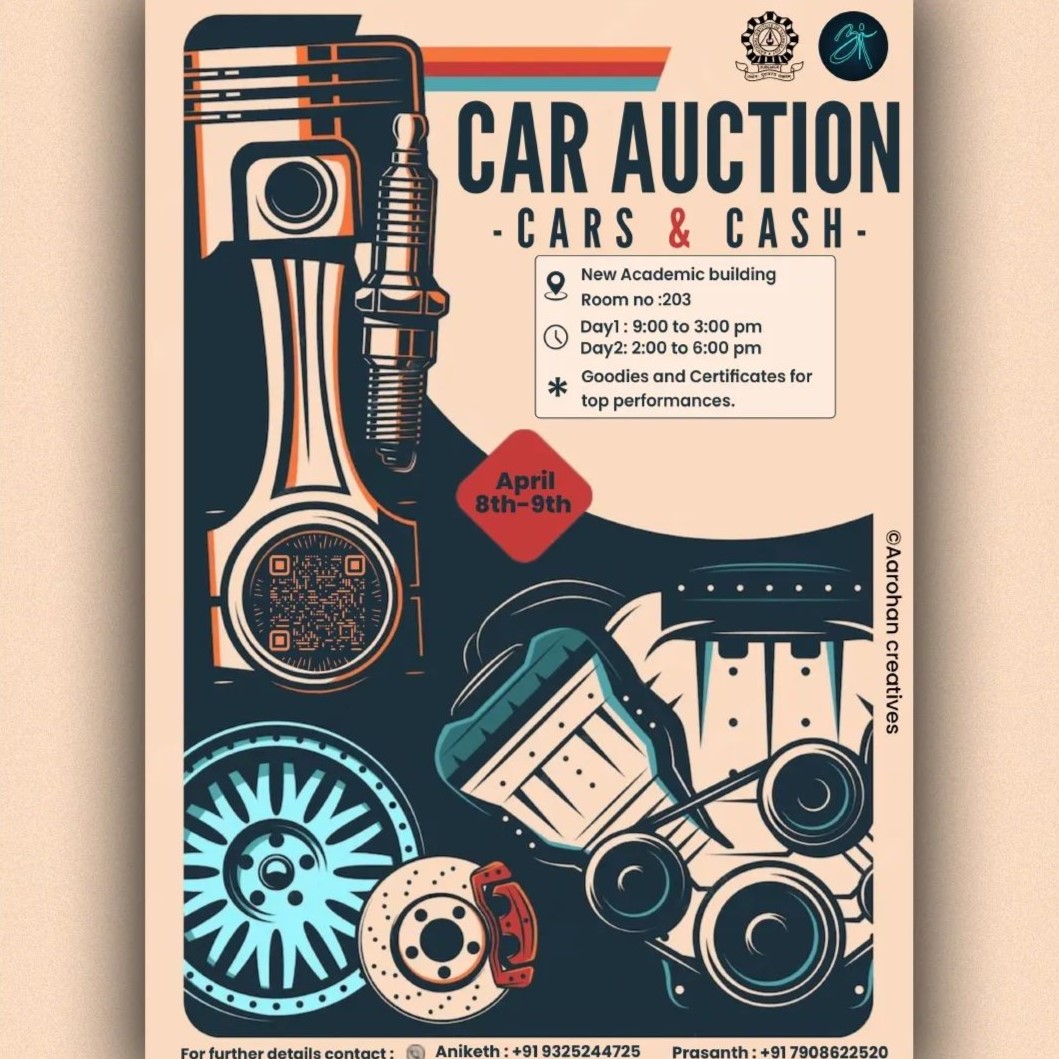 CAR AUCTION
-CARS & CASH-
New Academic building
Room no :203
Day1 : 9:00 to 3:00 pm
Day2: 2:00 to 6:00 pm
* Goodies and Certificates for
top performances.
April
8th-9th
©Aarohan creatives
For further details contact : Aniketh : +91 9325244725 Prasanth : +91 7908622520